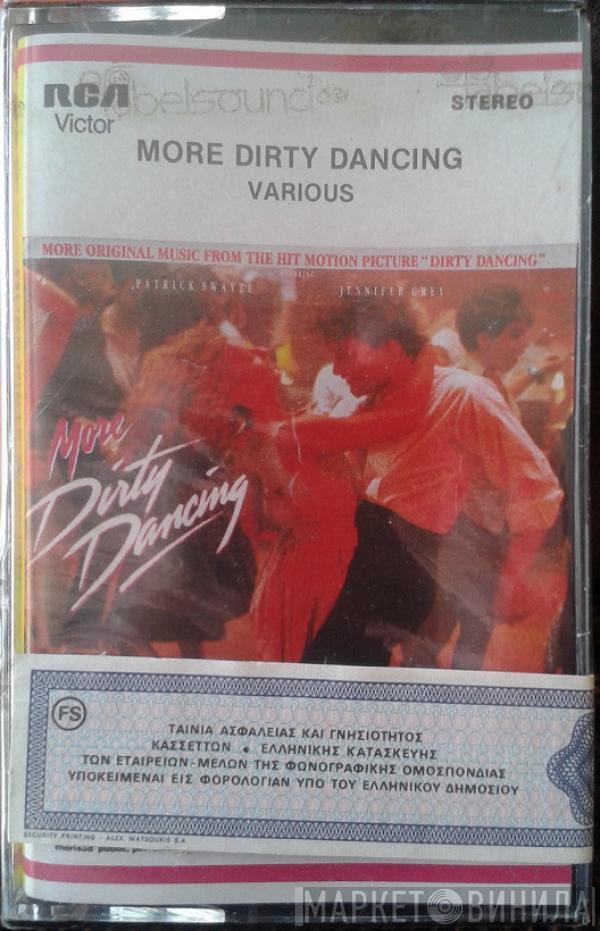 RCA
Victor
STEREO
MORE DIRTY DANCING
VARIOUS
MORE ORIGINAL MUSIC FROM THE HIT MOTION PICTURE "DIRTY DANCING"
STARRING
PATRICK SWAYZE JENNIFER GREY
More
Dirty
Dancing
FS
ΤΑΙΝΙΑ ΑΣΦΑΛΕΙΑΣ ΚΑΙ ΓΝΗΣΙΟΤΗΤΟΣ
ΚΑΣΣΕΤΤΩΝ • ΕΛΛΗΝΙΚΗΣ ΚΑΤΑΣΚΕΥΗΣ
ΤΩΝ ΕΤΑΙΡΕΙΩΝ-ΜΕΛΩΝ ΤΗΣ ΦΩΝΟΓΡΑΦΙΚΗΣ ΟΜΟΣΠΟΝΔΙΑΣ
ΥΠΟΚΕΙΜΕΝΑΙ ΕΙΣ ΦΟΡΟΛΟΓΙΑΝ ΥΠΟ ΤΟΥ ΕΛΛΗΝΙΚΟΥ ΔΗΜΟΣΙΟΥ
SECURITY PRINTING - ALEX. MATSOUKIS S.A
МАРКЕТ ВИНИЛА